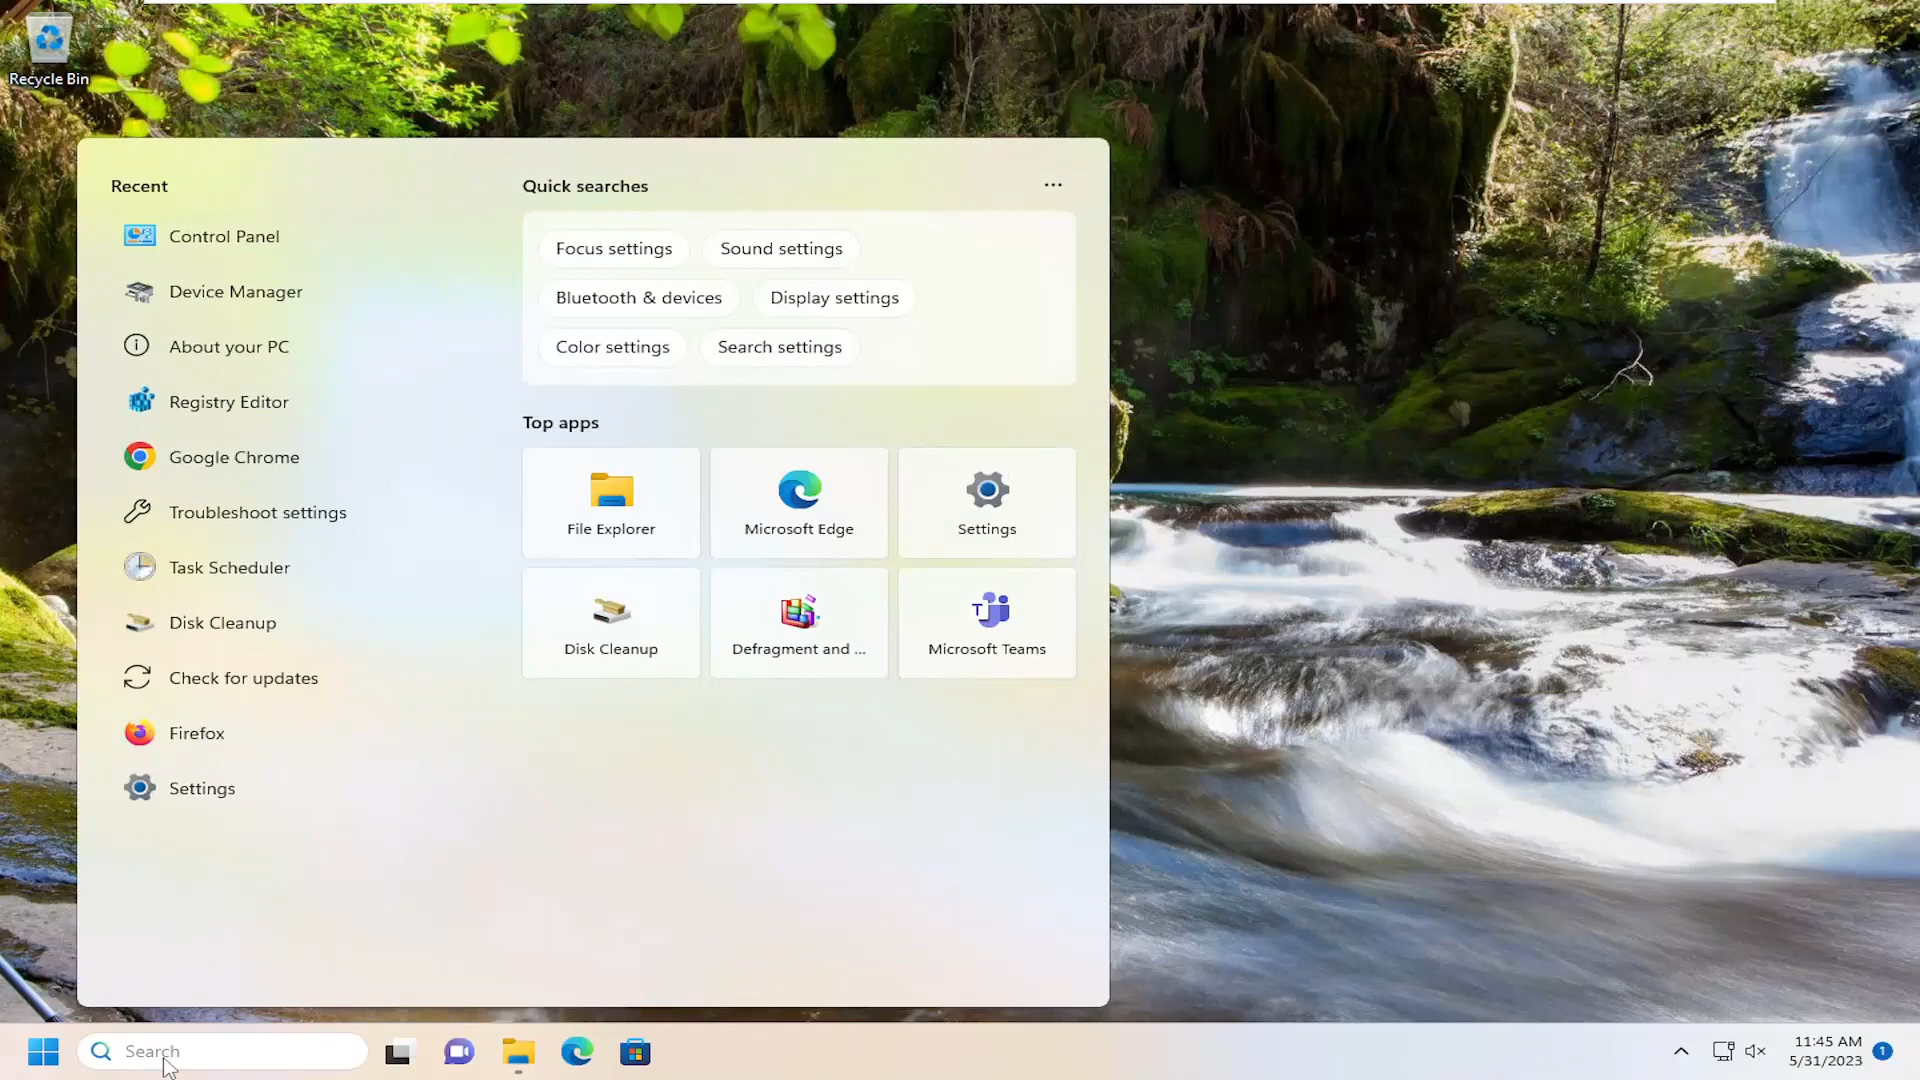 Recycle Bin
Recent
Control Panel
Device Manager
About your PC
Registry Editor
Google Chrome
Troubleshoot settings
Task Scheduler
Disk Cleanup
Check for updates
Firefox
Settings
Quick searches
Focus settings
Sound settings
Bluetooth & devices
Display settings
Color settings
Search settings
Top apps
File Explorer
Microsoft Edge
Settings
Disk Cleanup
Defragment and ...
T
Microsoft Teams
Search
11:45 AM
5/31/2023
1